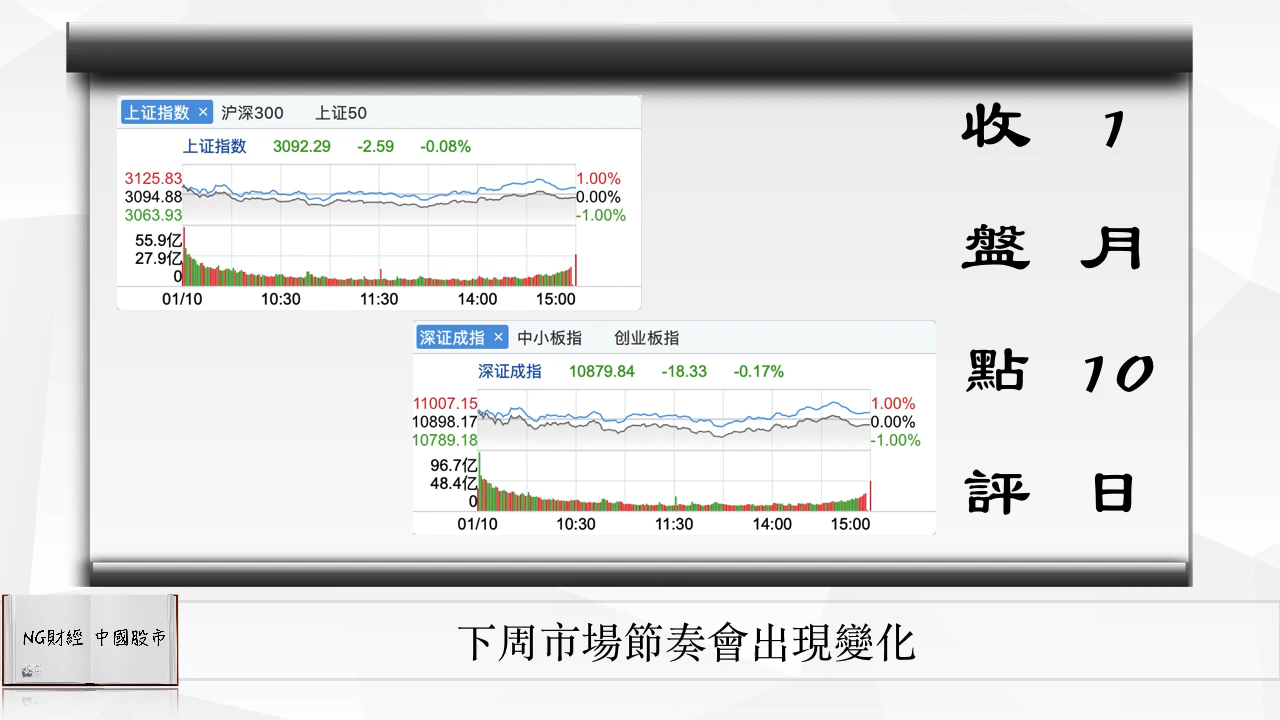 上证指数 × 沪深300 上证50
上证指数 3092.29 -2.59 -0.08%
3125.83 1.00%
3094.88 0.00%
3063.93 -1.00%
55.9亿
27.9亿
0
01/10 10:30 11:30 14:00 15:00
深证成指 × 中小板指 创业板指
深证成指 10879.84 -18.33 -0.17%
11007.15 1.00%
10898.17 0.00%
10789.18 -1.00%
96.7亿
48.4亿
0
01/10 10:30 11:30 14:00 15:00
1月10日
收盤點評
NG財經 中國股市
下周市場節奏會出現變化